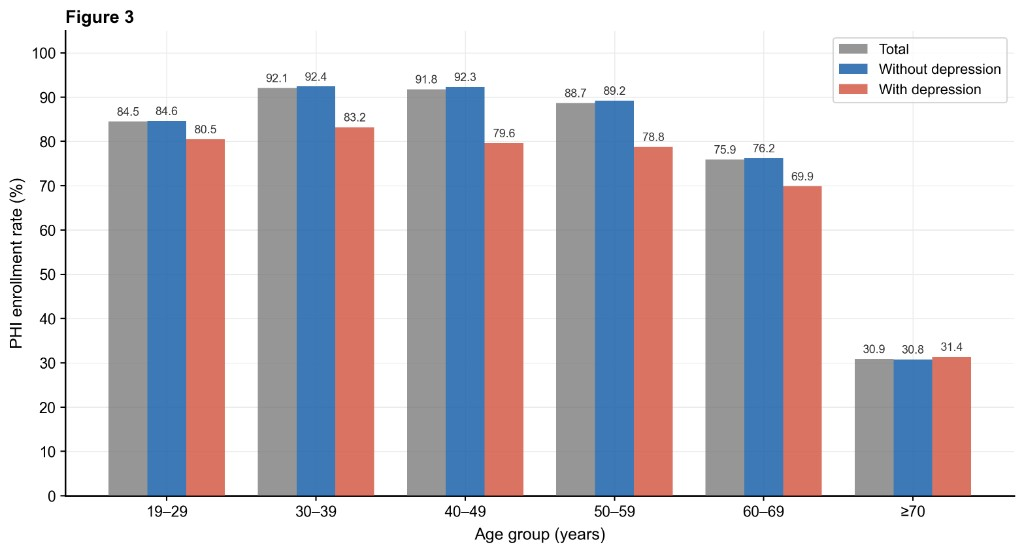 Figure 3
Total
Without depression
With depression
PHI enrollment rate (%)
100
90
80
70
60
50
40
30
20
10
0
84.5 84.6 80.5
92.1 92.4 83.2
91.8 92.3 79.6
88.7 89.2 78.8
75.9 76.2 69.9
30.9 30.8 31.4
19–29 30–39 40–49 50–59 60–69 ≥70
Age group (years)